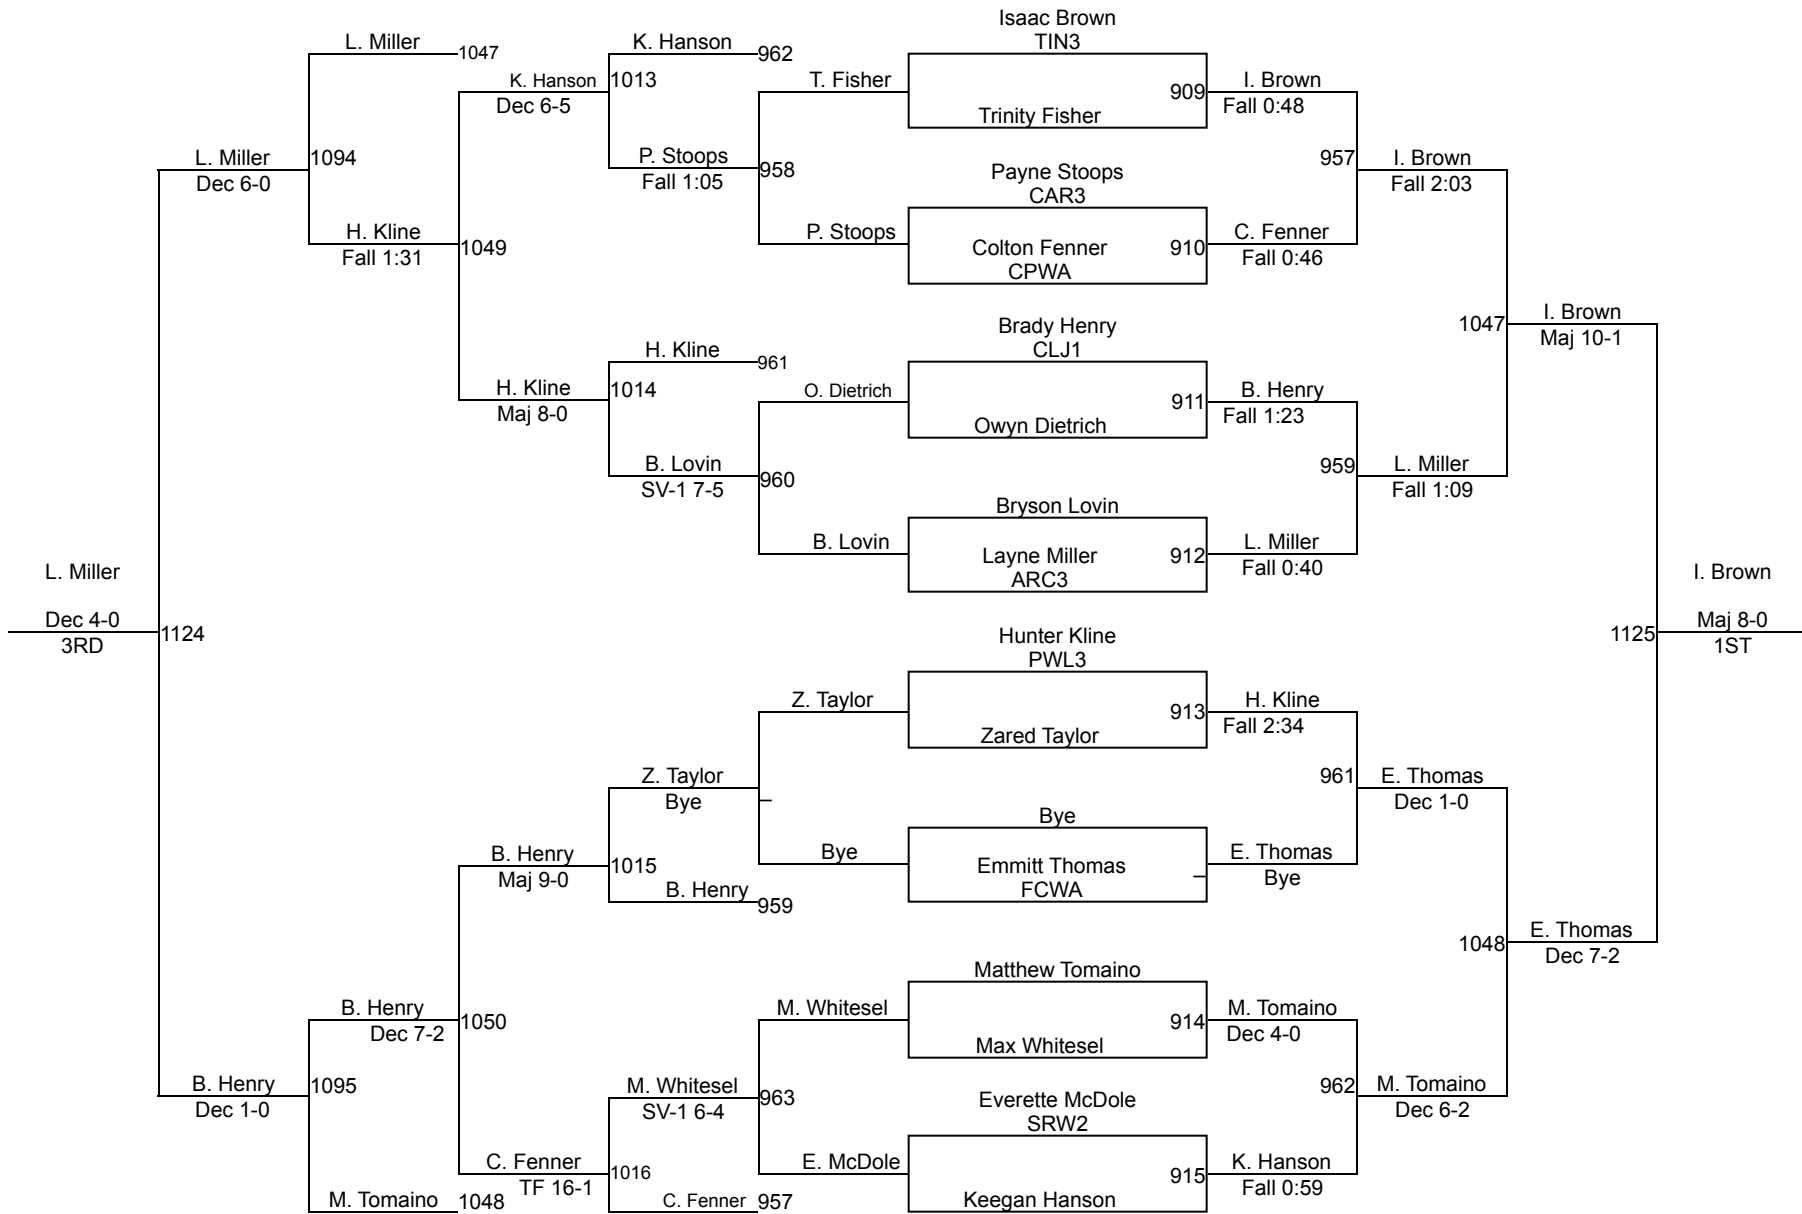 Isaac Brown
TIN3
L. Miller
1047
K. Hanson
962
K. Hanson
1013
Dec 6-5
T. Fisher
909
I. Brown
Fall 0:48
Trinity Fisher
L. Miller
1094
Dec 6-0
P. Stoops
958
Fall 1:05
Payne Stoops
CAR3
957
I. Brown
Fall 2:03
H. Kline
1049
Fall 1:31
P. Stoops
Colton Fenner
CPWA
910
C. Fenner
Fall 0:46
Brady Henry
CLJ1
1047
I. Brown
Maj 10-1
H. Kline
961
H. Kline
1014
Maj 8-0
O. Dietrich
911
B. Henry
Fall 1:23
Owyn Dietrich
B. Lovin
960
SV-1 7-5
959
L. Miller
Fall 1:09
Bryson Lovin
B. Lovin
Layne Miller
ARC3
912
L. Miller
Fall 0:40
L. Miller
Dec 4-0
3RD
1124
I. Brown
1125
Maj 8-0
1ST
Hunter Kline
PWL3
Z. Taylor
913
H. Kline
Fall 2:34
Zared Taylor
Z. Taylor
Bye
961
E. Thomas
Dec 1-0
Bye
B. Henry
1015
Maj 9-0
Bye
Emmitt Thomas
FCWA
E. Thomas
Bye
B. Henry
959
1048
E. Thomas
Dec 7-2
Matthew Tomaino
B. Henry
1050
Dec 7-2
M. Whitesel
914
M. Tomaino
Dec 4-0
Max Whitesel
B. Henry
1095
Dec 1-0
M. Whitesel
963
SV-1 6-4
Everette McDole
SRW2
962
M. Tomaino
Dec 6-2
C. Fenner
1016
TF 16-1
E. McDole
915
K. Hanson
Fall 0:59
Keegan Hanson
M. Tomaino
1048
C. Fenner
957